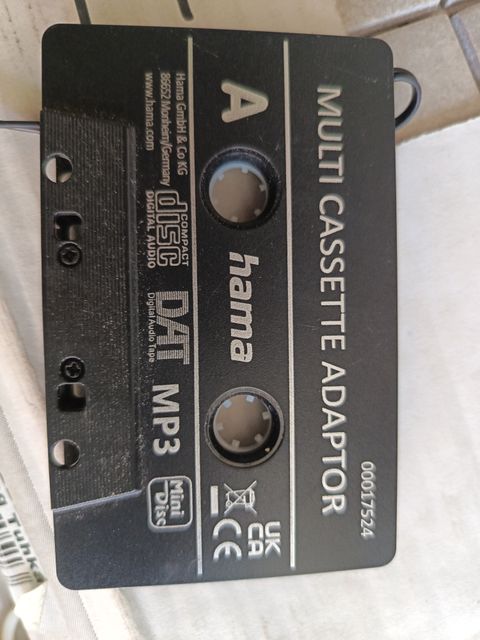 MULTI CASSETTE ADAPTOR
00017524
A
hama
UK
CA
CE
Hama GmbH & Co KG
86652 Monheim/Germany
www.hama.com
COMPACT
disc
DIGITAL AUDIO
DAT
Digital Audio Tape
MP3
Mini
Disc